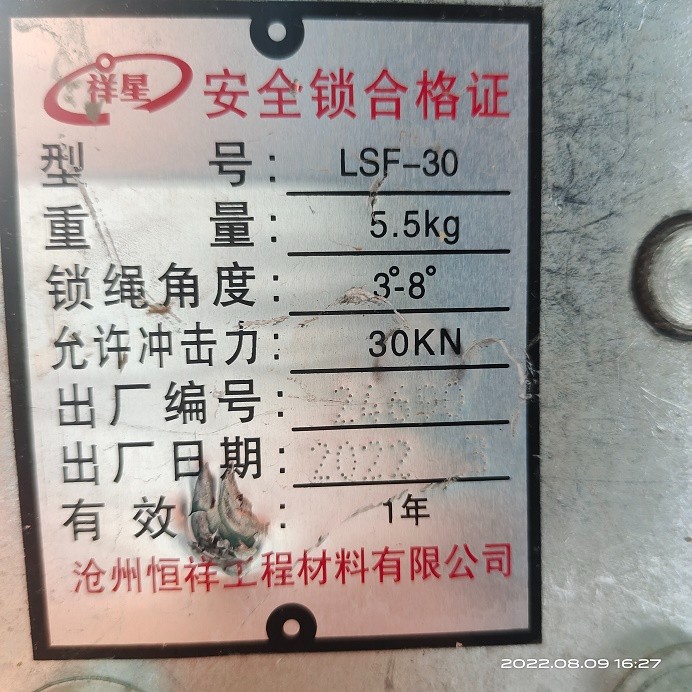 祥星 安全锁合格证
型 号: LSF-30
重 量: 5.5kg
锁绳角度: 3°-8°
允许冲击力: 30KN
出厂编号:
出厂日期: 2022 3
有效 : 1年
沧州恒祥工程材料有限公司
2022.08.09 16:27